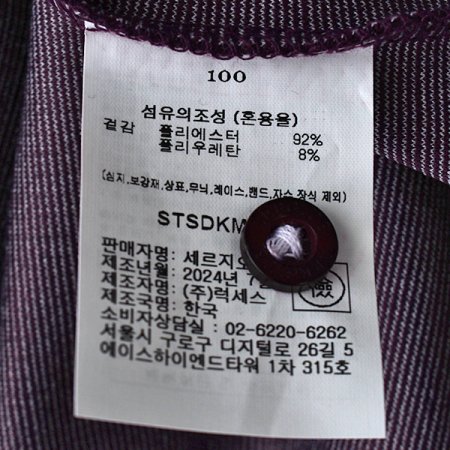 100
섬유의조성 (혼용율)
겉감 폴리에스터 92%
폴리우레탄 8%
(심지,보강재,상표,무늬,레이스,밴드,자수 장식 제외)
STSDKM
판매자명: 세르지오
제조년월: 2024년
제조자명: (주)럭세스
제조국명: 한국
소비자상담실 : 02-6220-6262
서울시 구로구 디지털로 26길 5
에이스하이엔드타워 1차 315호